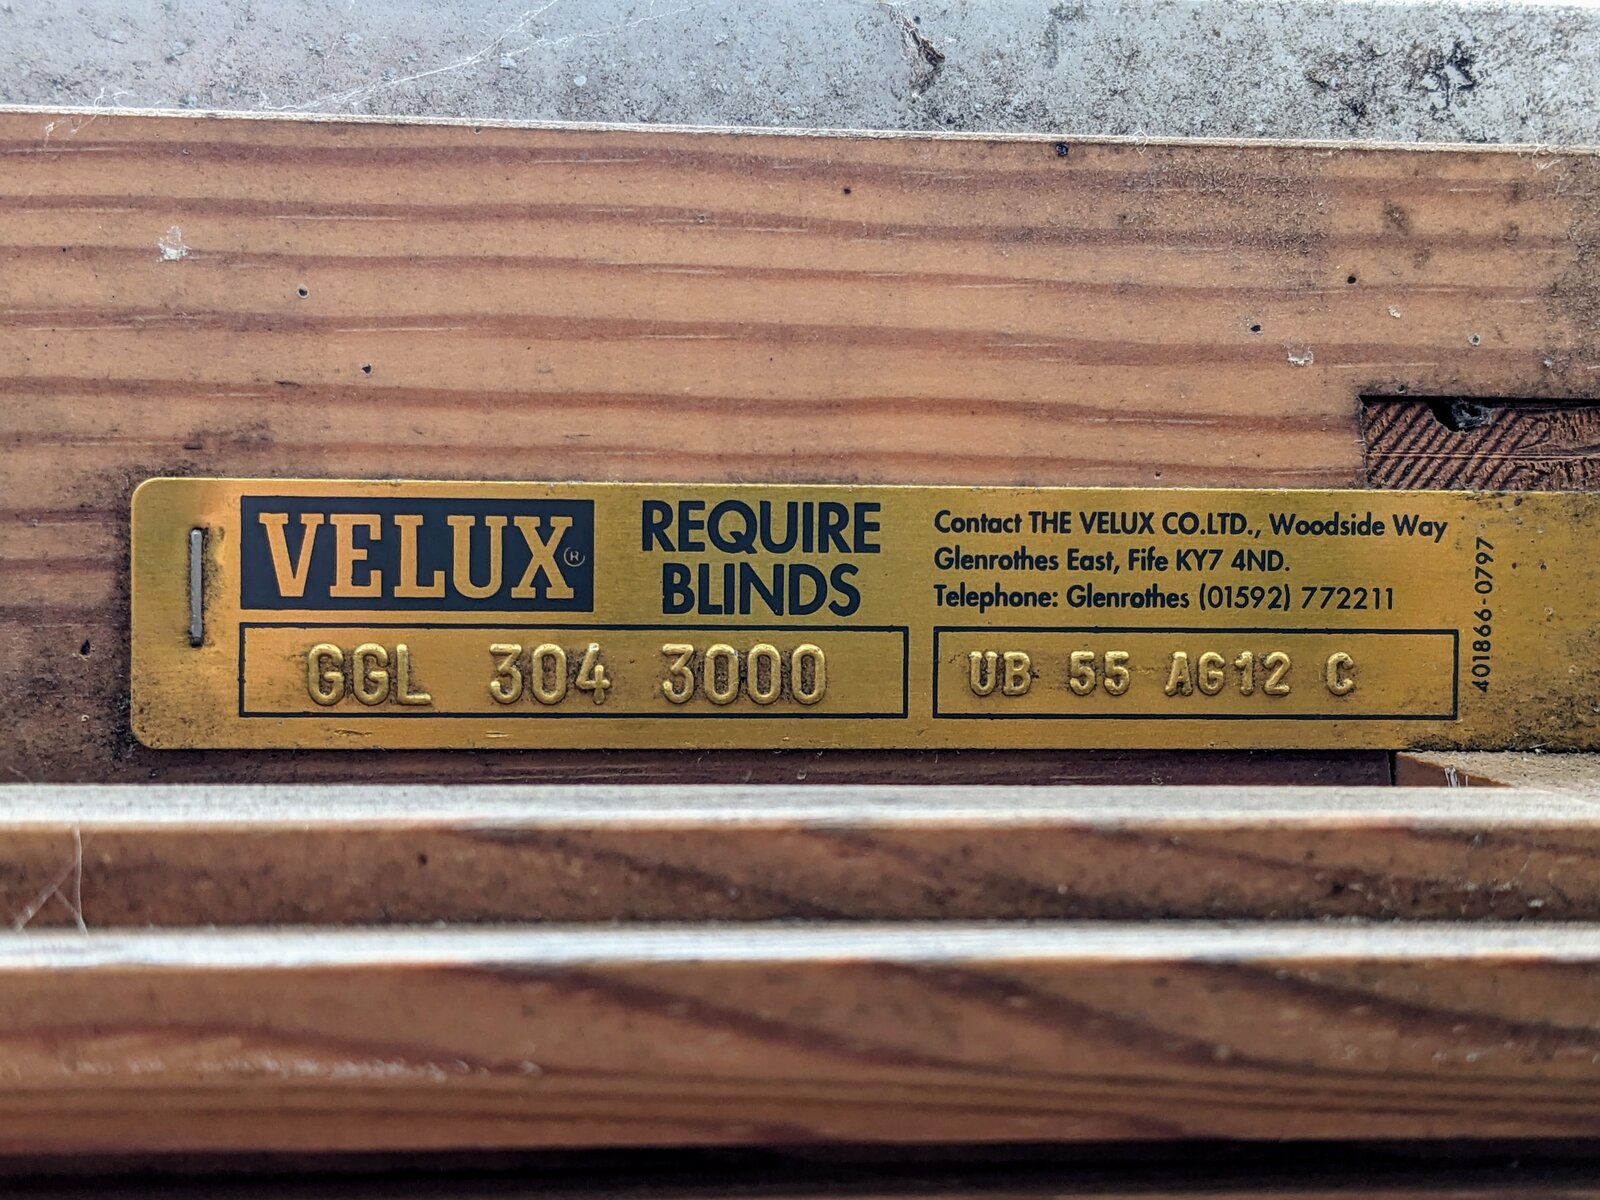 VELUX®
REQUIRE
BLINDS
Contact THE VELUX CO.LTD., Woodside Way
Glenrothes East, Fife KY7 4ND.
Telephone: Glenrothes (01592) 772211
GGL 304 3000
UB 55 AG12 C
401866-0797